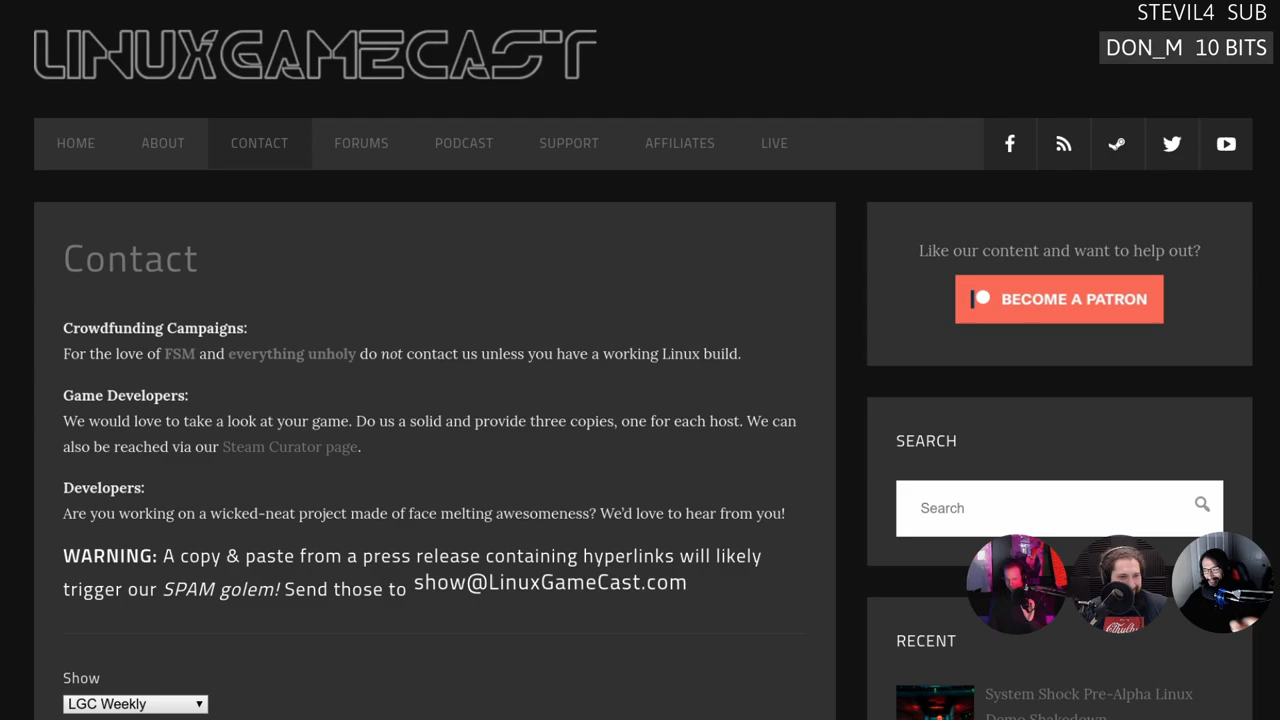 STEVIL4 SUB
DON_M 10 BITS
LINUXGAMECAST
HOME ABOUT CONTACT FORUMS PODCAST SUPPORT AFFILIATES LIVE
Contact
Crowdfunding Campaigns:
For the love of FSM and everything unholy do not contact us unless you have a working Linux build.
Game Developers:
We would love to take a look at your game. Do us a solid and provide three copies, one for each host. We can
also be reached via our Steam Curator page.
Developers:
Are you working on a wicked-neat project made of face melting awesomeness? We'd love to hear from you!
WARNING: A copy & paste from a press release containing hyperlinks will likely
trigger our SPAM golem! Send those to show@LinuxGameCast.com
Show
LGC Weekly
Like our content and want to help out?
BECOME A PATRON
SEARCH
Search
RECENT
System Shock Pre-Alpha Linux
Demo Shakedown